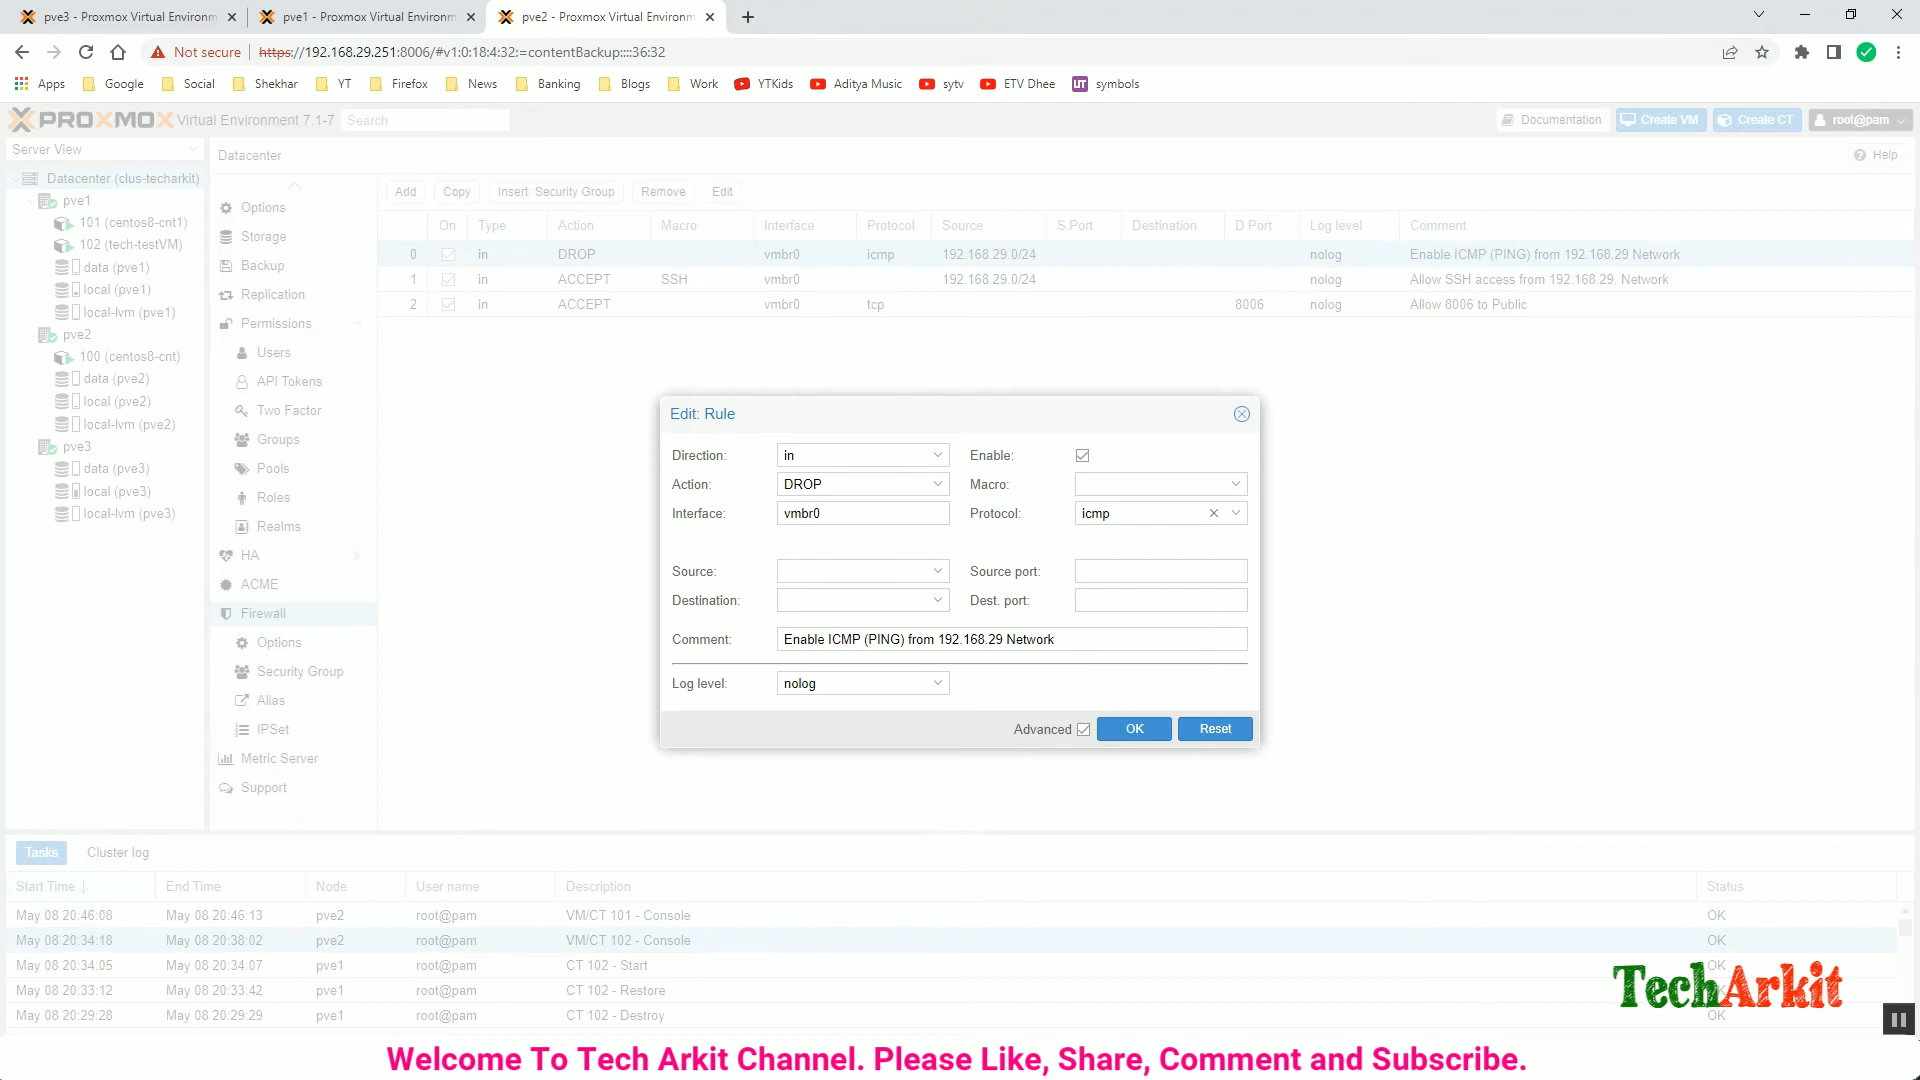 pve3 - Proxmox Virtual Environm
pve1 - Proxmox Virtual Environm
pve2 - Proxmox Virtual Environm
Not secure
https://192.168.29.251:8006/#v1:0:18:4:32:=contentBackup::::36:32
Apps Google Social Shekhar YT Firefox News Banking Blogs Work YTKids Aditya Music sytv ETV Dhee UT symbols
PROXMOX Virtual Environment 7.1-7 Search Documentation Create VM Create CT root@pam
Server View
Datacenter (clus-techarkit)
pve1
101 (centos8-cnt1)
102 (tech-testVM)
data (pve1)
local (pve1)
local-lvm (pve1)
pve2
100 (centos8-cnt)
data (pve2)
local (pve2)
local-lvm (pve2)
pve3
data (pve3)
local (pve3)
local-lvm (pve3)
Datacenter
Help
Options
Storage
Backup
Replication
Permissions
Users
API Tokens
Two Factor
Groups
Pools
Roles
Realms
HA
ACME
Firewall
Options
Security Group
Alias
IPSet
Metric Server
Support
Add Copy Insert: Security Group Remove Edit
On Type Action Macro Interface Protocol Source S Port Destination D Port Log level Comment
0 in DROP vmbr0 icmp 192.168.29.0/24 nolog Enable ICMP (PING) from 192.168.29 Network
1 in ACCEPT SSH vmbr0 192.168.29.0/24 nolog Allow SSH access from 192.168.29. Network
2 in ACCEPT vmbr0 tcp 8006 nolog Allow 8006 to Public
Edit: Rule
Direction: in Enable:
Action: DROP Macro:
Interface: vmbr0 Protocol: icmp
Source: Source port:
Destination: Dest. port:
Comment: Enable ICMP (PING) from 192.168.29 Network
Log level: nolog
Advanced OK Reset
Tasks Cluster log
Start Time End Time Node User name Description Status
May 08 20:46:08 May 08 20:46:13 pve2 root@pam VM/CT 101 - Console OK
May 08 20:34:18 May 08 20:38:02 pve2 root@pam VM/CT 102 - Console OK
May 08 20:34:05 May 08 20:34:07 pve1 root@pam CT 102 - Start OK
May 08 20:33:12 May 08 20:33:42 pve1 root@pam CT 102 - Restore
May 08 20:29:28 May 08 20:29:29 pve1 root@pam CT 102 - Destroy OK
TechArkit
Welcome To Tech Arkit Channel. Please Like, Share, Comment and Subscribe.